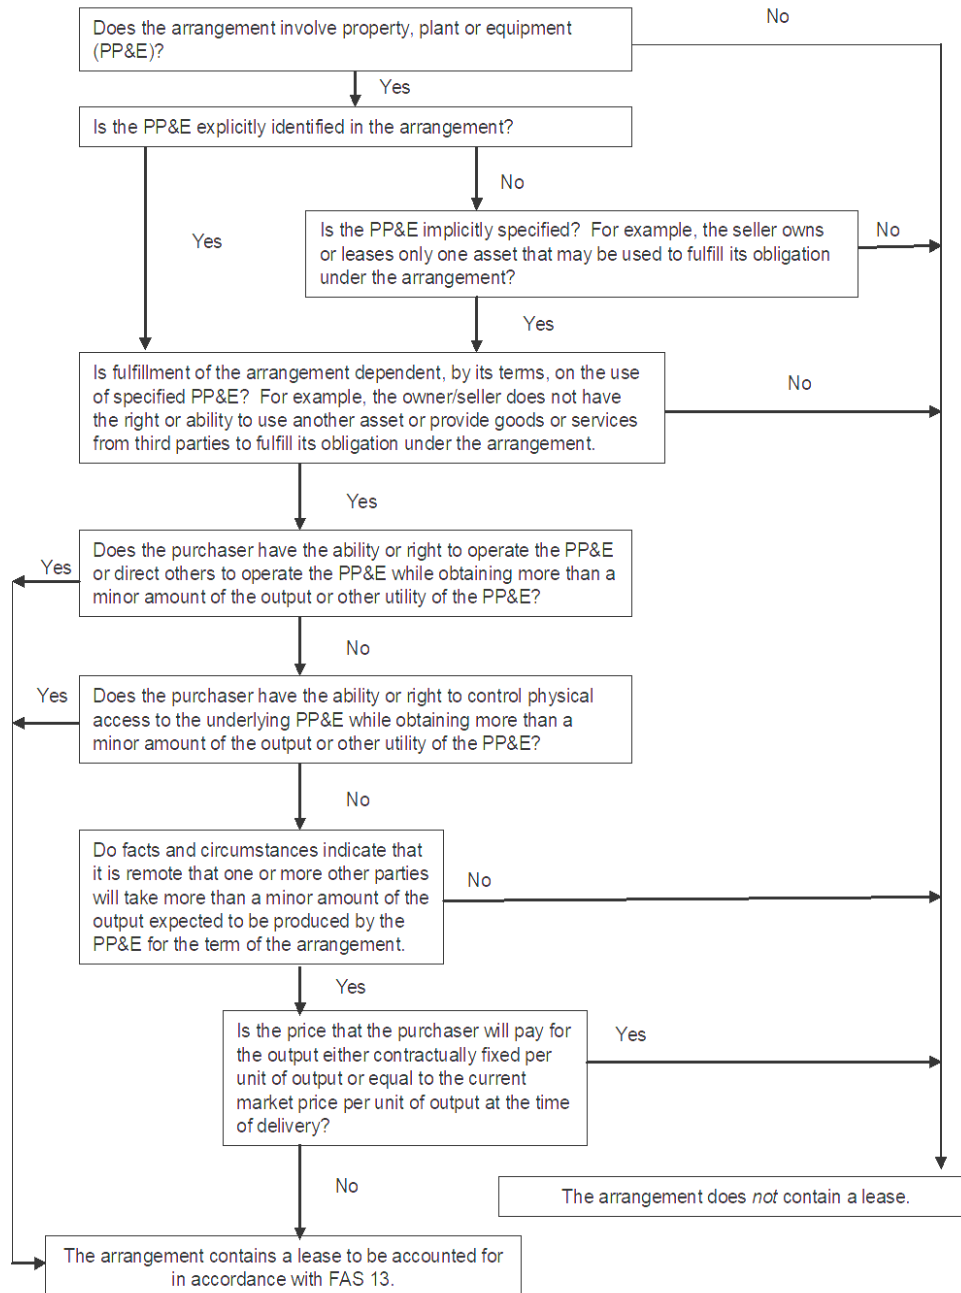 No
Does the arrangement involve property, plant or equipment
(PP&E)?
Yes
Is the PP&E explicitly identified in the arrangement?
No
Yes
Is the PP&E implicitly specified?  For example, the seller owns
or leases only one asset that may be used to fulfill its obligation
under the arrangement?
No
Yes
Is fulfillment of the arrangement dependent, by its terms, on the use
of specified PP&E?  For example, the owner/seller does not have
the right or ability to use another asset or provide goods or services
from third parties to fulfill its obligation under the arrangement.
No
Yes
Does the purchaser have the ability or right to operate the PP&E
or direct others to operate the PP&E while obtaining more than a
minor amount of the output or other utility of the PP&E?
Yes
No
Does the purchaser have the ability or right to control physical
access to the underlying PP&E while obtaining more than a
minor amount of the output or other utility of the PP&E?
Yes
No
Do facts and circumstances indicate that
it is remote that one or more other parties
will take more than a minor amount of the
output expected to be produced by the
PP&E for the term of the arrangement.
No
Yes
Is the price that the purchaser will pay for
the output either contractually fixed per
unit of output or equal to the current
market price per unit of output at the time
of delivery?
Yes
No
The arrangement does not contain a lease.
The arrangement contains a lease to be accounted for
in accordance with FAS 13.